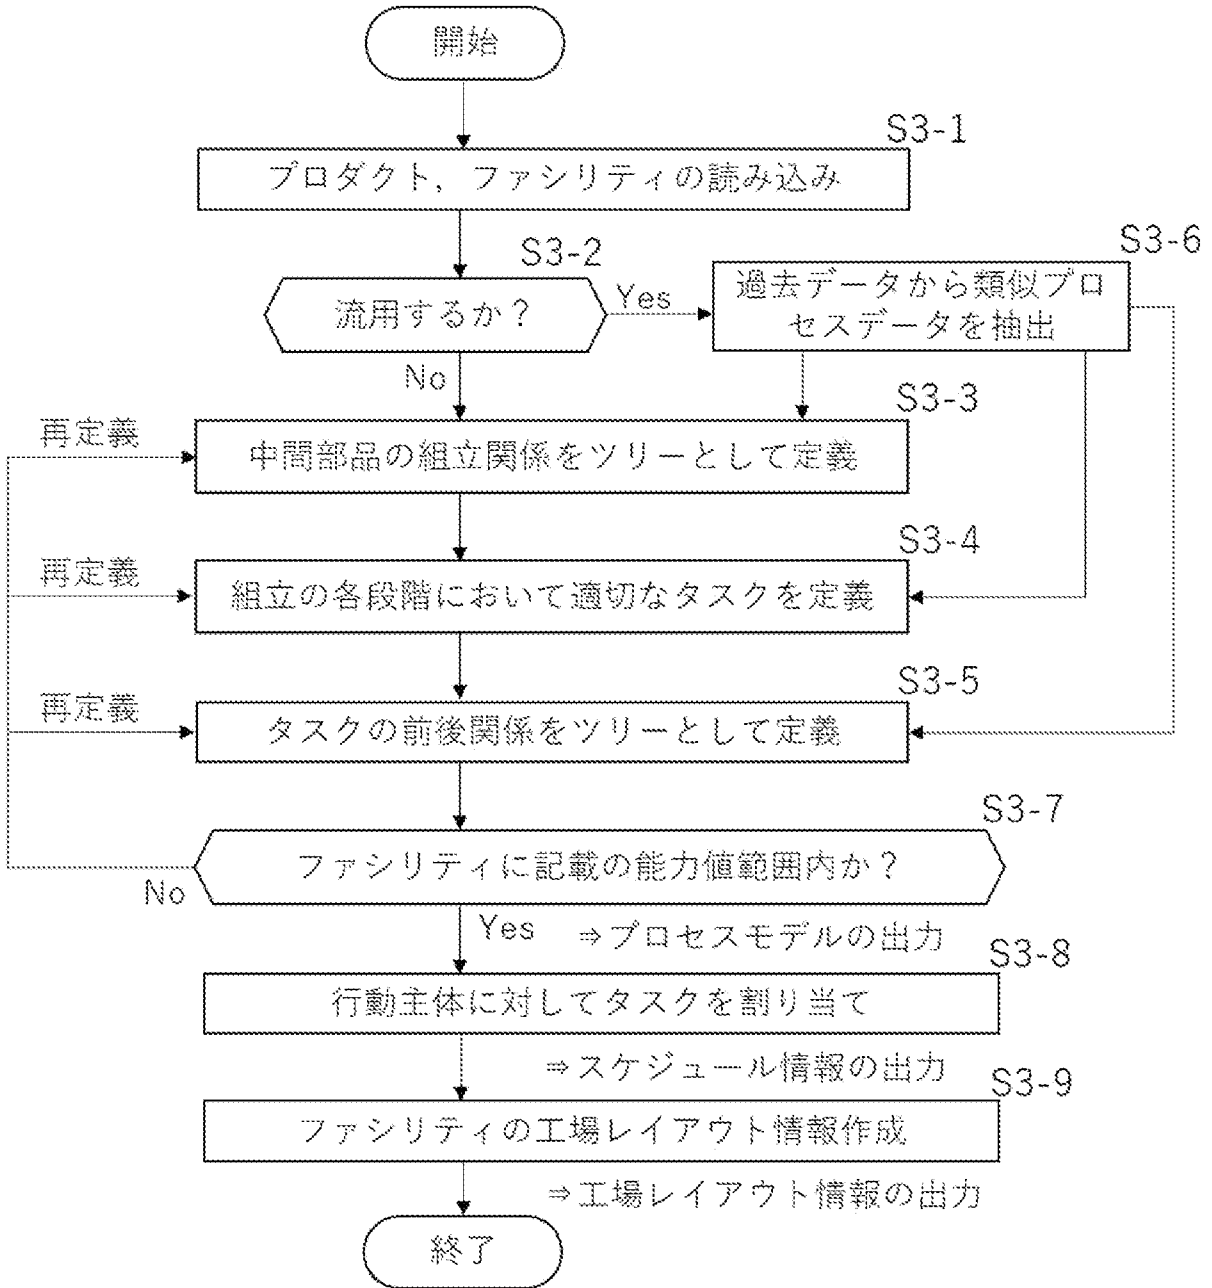 開始
S3-1
プロダクト，ファシリティの読み込み
S3-2
流用するか？
Yes
S3-6
過去データから類似プロ
セスデータを抽出
No
S3-3
再定義
中間部品の組立関係をツリーとして定義
S3-4
再定義
組立の各段階において適切なタスクを定義
S3-5
再定義
タスクの前後関係をツリーとして定義
S3-7
ファシリティに記載の能力値範囲内か？
No
Yes
⇒プロセスモデルの出力
S3-8
行動主体に対してタスクを割り当て
⇒スケジュール情報の出力
S3-9
ファシリティの工場レイアウト情報作成
⇒工場レイアウト情報の出力
終了